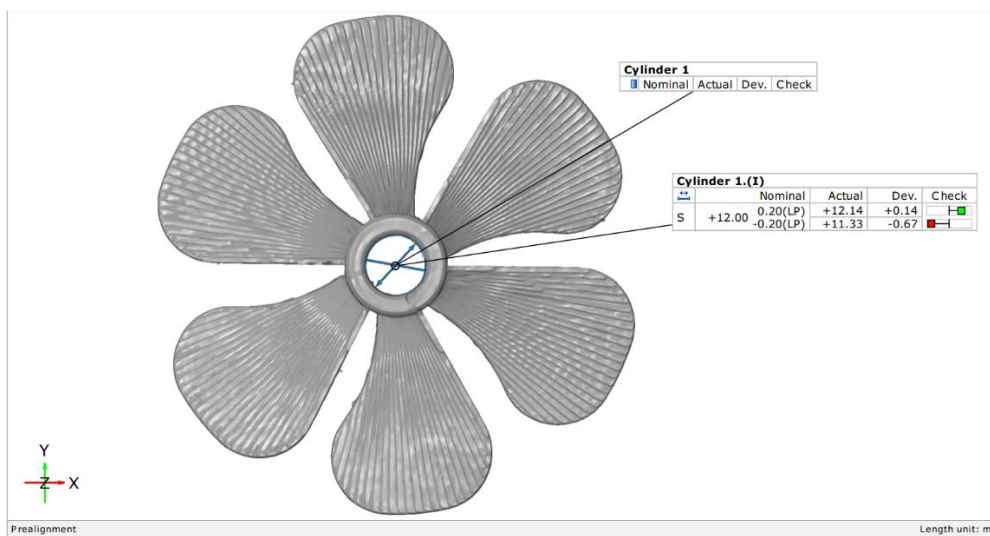 Cylinder 1
Nominal Actual Dev. Check
Cylinder 1.(I)
Nominal Actual Dev. Check
S +12.00 0.20(LP) +12.14 +0.14
-0.20(LP) +11.33 -0.67
Y
Z X
Prealignment Length unit: m